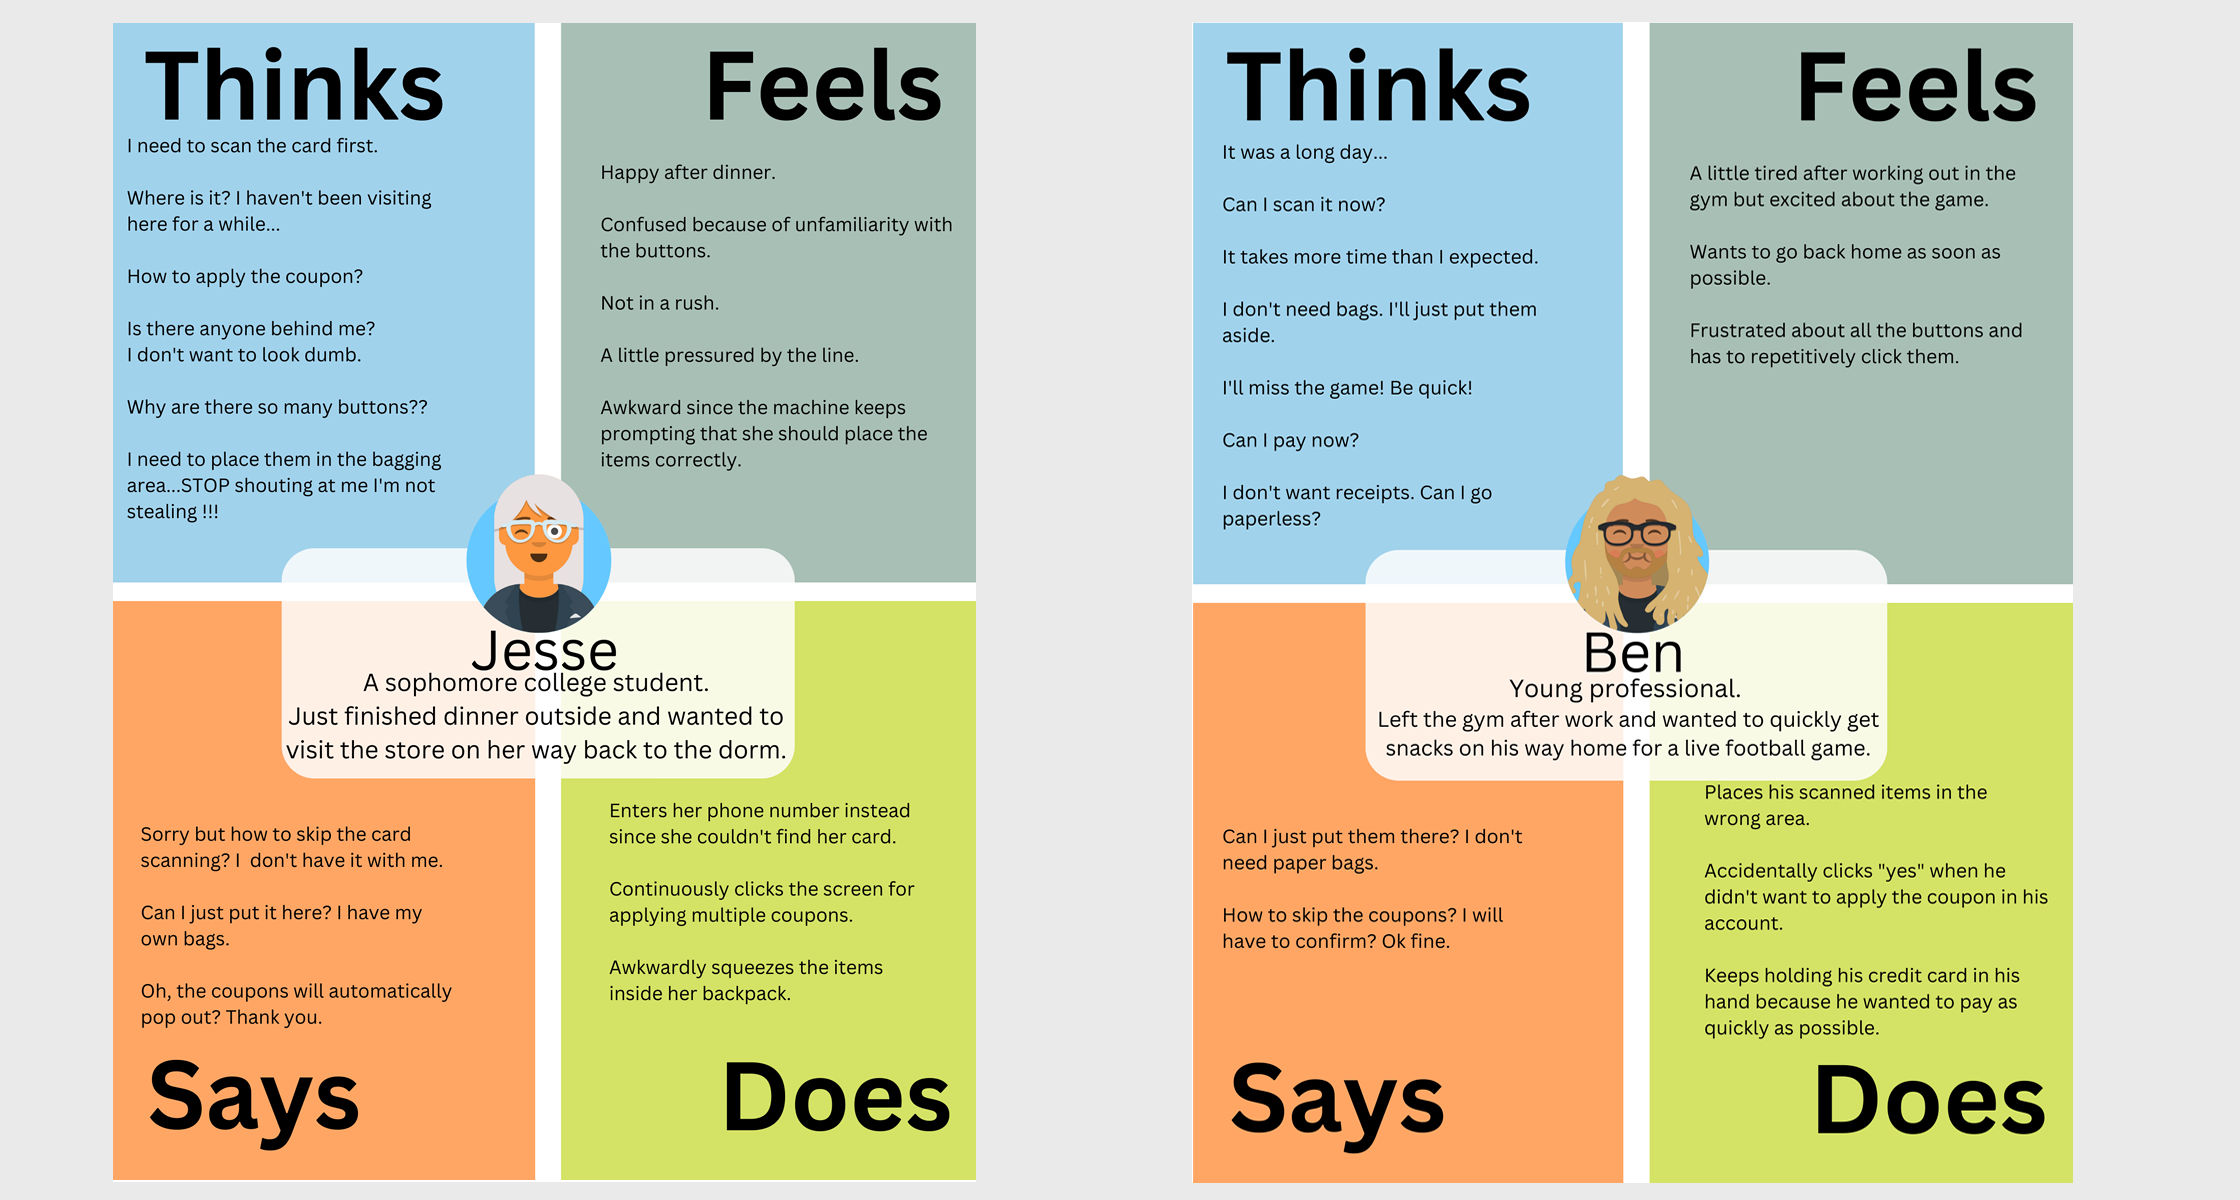 Thinks
I need to scan the card first.
Where is it? I haven't been visiting
here for a while...
How to apply the coupon?
Is there anyone behind me?
I don't want to look dumb.
Why are there so many buttons??
I need to place them in the bagging
area...STOP shouting at me I'm not
stealing !!!
Feels
Happy after dinner.
Confused because of unfamiliarity with
the buttons.
Not in a rush.
A little pressured by the line.
Awkward since the machine keeps
prompting that she should place the
items correctly.
Jesse
A sophomore college student.
Just finished dinner outside and wanted to
visit the store on her way back to the dorm.
Sorry but how to skip the card
scanning? I  don't have it with me.
Can I just put it here? I have my
own bags.
Oh, the coupons will automatically
pop out? Thank you.
Says
Enters her phone number instead
since she couldn't find her card.
Continuously clicks the screen for
applying multiple coupons.
Awkwardly squeezes the items
inside her backpack.
Does
Thinks
It was a long day...
Can I scan it now?
It takes more time than I expected.
I don't need bags. I'll just put them
aside.
I'll miss the game! Be quick!
Can I pay now?
I don't want receipts. Can I go
paperless?
Feels
A little tired after working out in the
gym but excited about the game.
Wants to go back home as soon as
possible.
Frustrated about all the buttons and
has to repetitively click them.
Ben
Young professional.
Left the gym after work and wanted to quickly get
snacks on his way home for a live football game.
Can I just put them there? I don't
need paper bags.
How to skip the coupons? I will
have to confirm? Ok fine.
Says
Places his scanned items in the
wrong area.
Accidentally clicks "yes" when he
didn't want to apply the coupon in his
account.
Keeps holding his credit card in his
hand because he wanted to pay as
quickly as possible.
Does